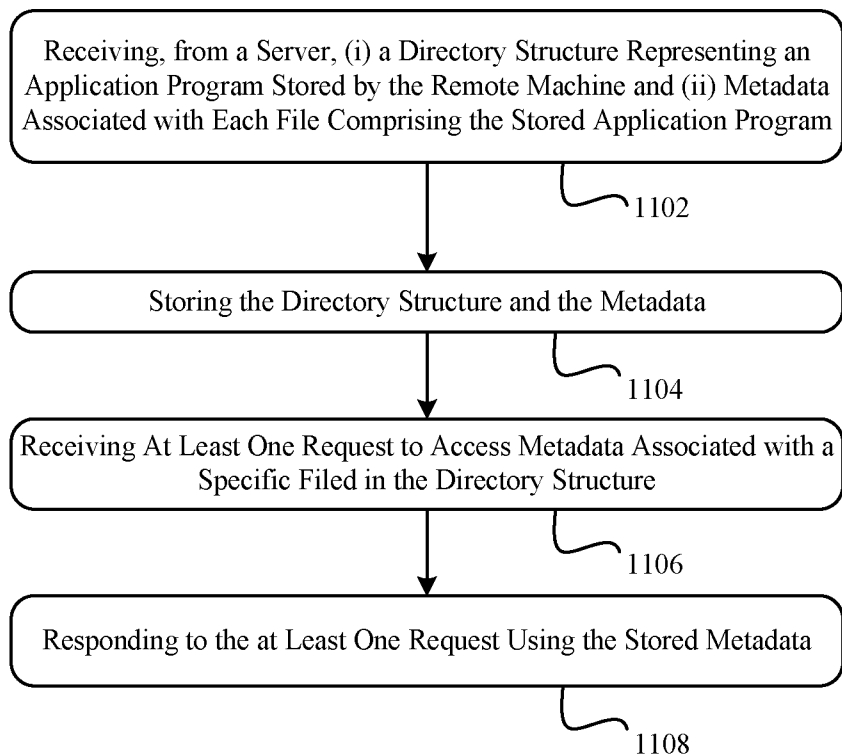 Receiving, from a Server, (i) a Directory Structure Representing an
Application Program Stored by the Remote Machine and (ii) Metadata
Associated with Each File Comprising the Stored Application Program
1102
Storing the Directory Structure and the Metadata
1104
Receiving At Least One Request to Access Metadata Associated with a
Specific Filed in the Directory Structure
1106
Responding to the at Least One Request Using the Stored Metadata
1108